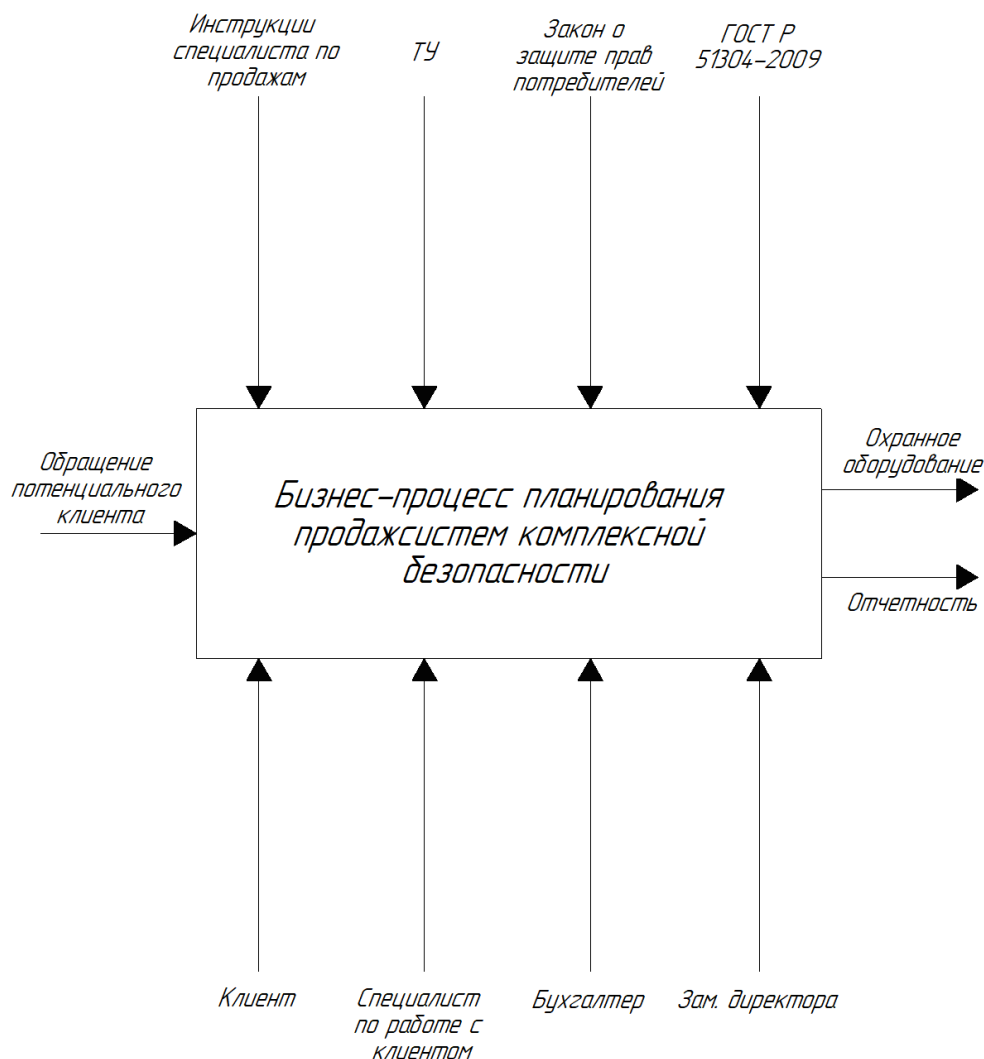 Инструкции
специалиста по
продажам
ТУ
Закон о
защите прав
потребителей
ГОСТ Р
51304-2009
Обращение
потенциального
клиента
Бизнес-процесс планирования
продажсистем комплексной
безопасности
Охранное
оборудование
Отчетность
Клиент
Специалист
по работе с
клиентом
Бухгалтер
Зам. директора